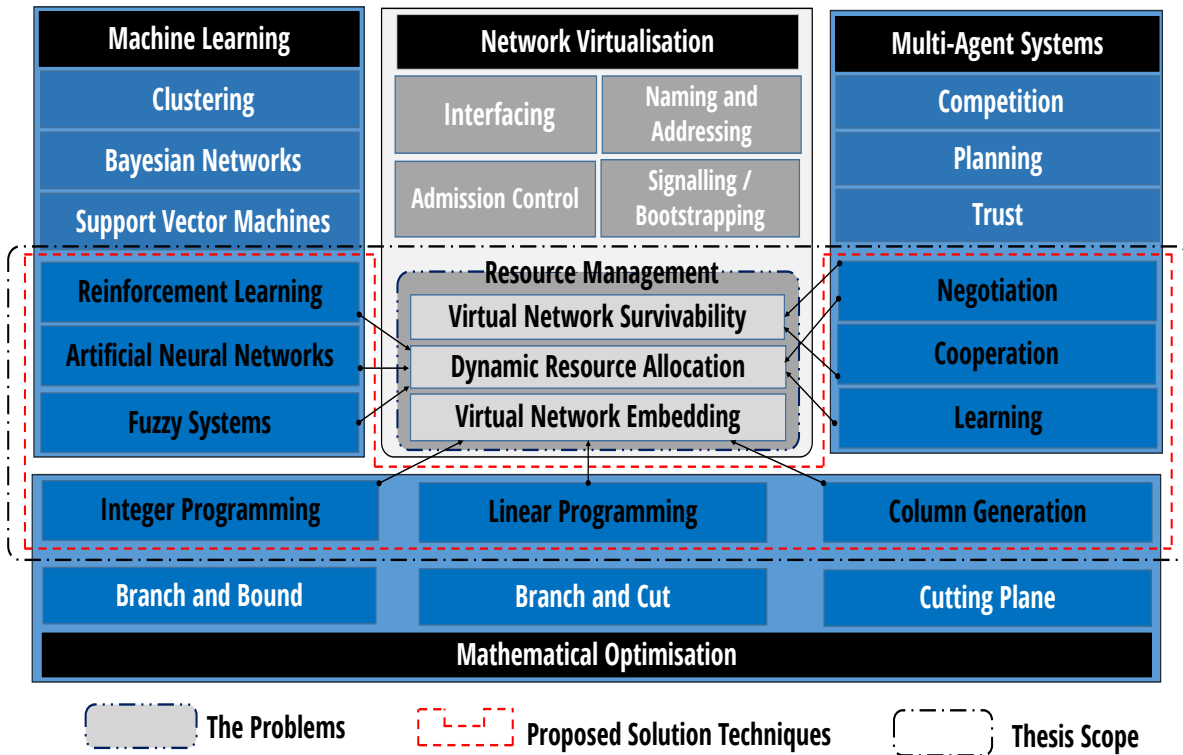 Machine Learning
Clustering
Bayesian Networks
Support Vector Machines
Reinforcement Learning
Artificial Neural Networks
Fuzzy Systems
Network Virtualisation
Interfacing
Naming and
Addressing
Admission Control
Signalling /
Bootstrapping
Resource Management
Virtual Network Survivability
Dynamic Resource Allocation
Virtual Network Embedding
Multi-Agent Systems
Competition
Planning
Trust
Negotiation
Cooperation
Learning
Integer Programming
Linear Programming
Column Generation
Branch and Bound
Branch and Cut
Cutting Plane
Mathematical Optimisation
The Problems
Proposed Solution Techniques
Thesis Scope